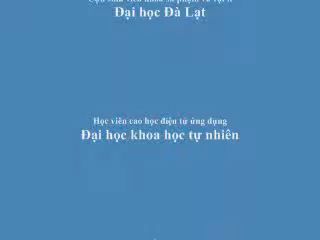 Đại học Đà Lạt
Học viên cao học điện tử ứng dụng
Đại học khoa học tự nhiên